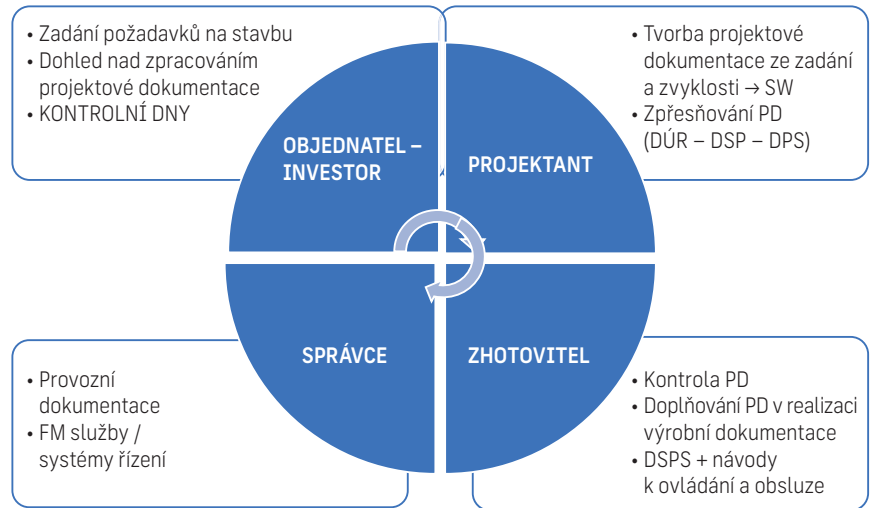 • Zadání požadavků na stavbu
• Dohled nad zpracováním
projektové dokumentace
• KONTROLNÍ DNY
• Tvorba projektové
dokumentace ze zadání
a zvyklosti → SW
• Zpřesňování PD
(DÚR – DSP – DPS)
OBJEDNATEL –
INVESTOR
PROJEKTANT
SPRÁVCE
ZHOTOVITEL
• Provozní
dokumentace
• FM služby /
systémy řízení
• Kontrola PD
• Doplňování PD v realizaci
výrobní dokumentace
• DSPS + návody
k ovládání a obsluze